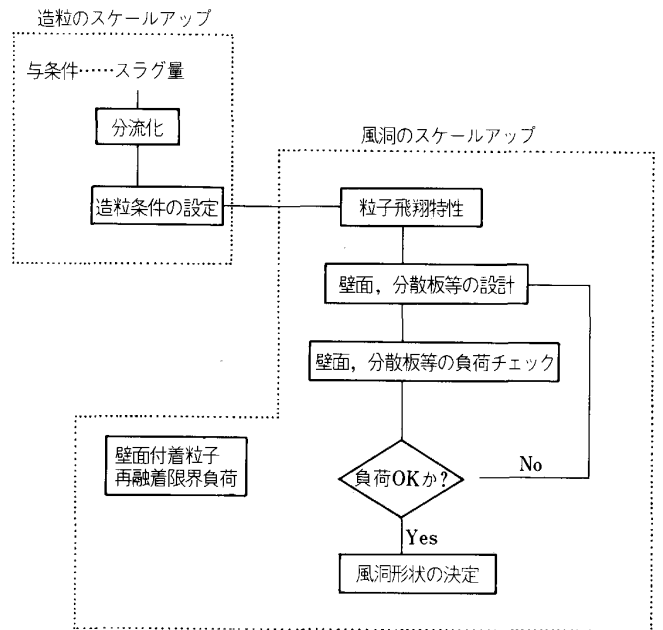 造粒のスケールアップ
与条件……スラグ量
分流化
造粒条件の設定
風洞のスケールアップ
粒子飛翔特性
壁面，分散板等の設計
壁面，分散板等の負荷チェック
壁面付着粒子
再融着限界負荷
負荷OKか?
No
Yes
風洞形状の決定